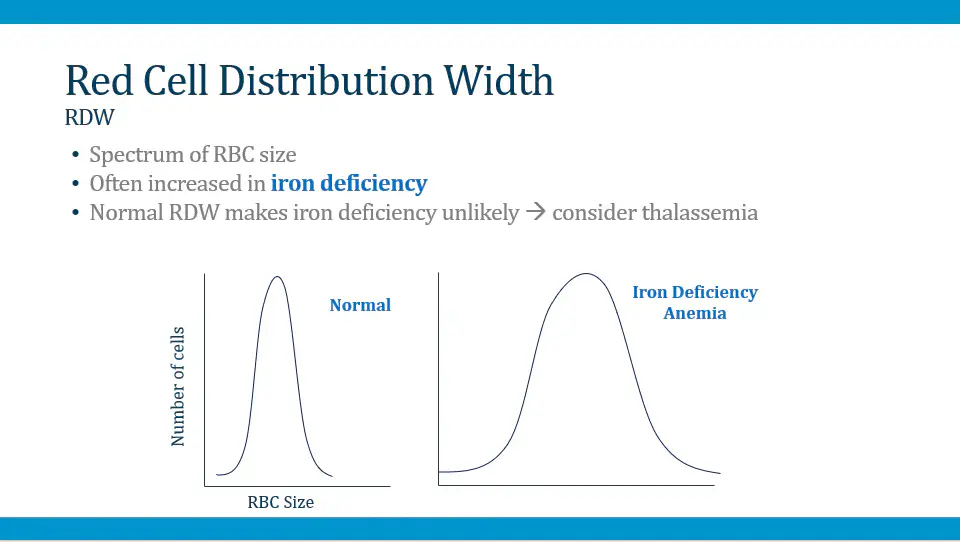 Red Cell Distribution Width
RDW
• Spectrum of RBC size
• Often increased in iron deficiency
• Normal RDW makes iron deficiency unlikely → consider thalassemia
Normal
Iron Deficiency
Anemia
Number of cells
RBC Size